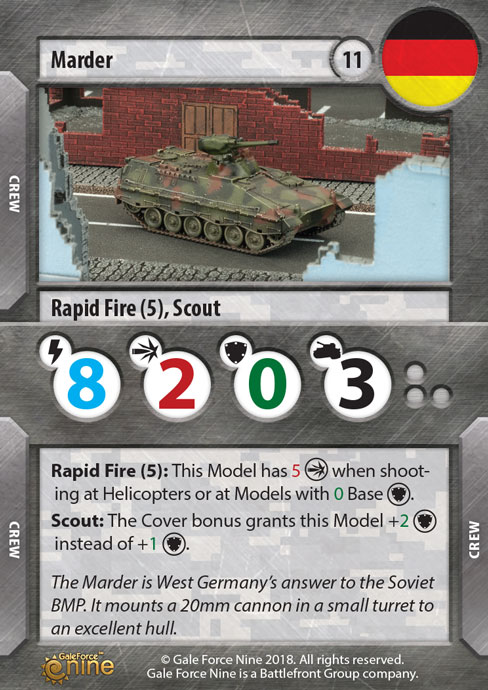 Marder
11
CREW
Rapid Fire (5), Scout
8
2
0
3
Rapid Fire (5): This Model has 5 when shoot-
ing at Helicopters or at Models with 0 Base .
Scout: The Cover bonus grants this Model +2
instead of +1 .
The Marder is West Germany's answer to the Soviet
BMP. It mounts a 20mm cannon in a small turret to
an excellent hull.
CREW
CREW
GaleForce™
nine
© Gale Force Nine 2018. All rights reserved.
Gale Force Nine is a Battlefront Group company.